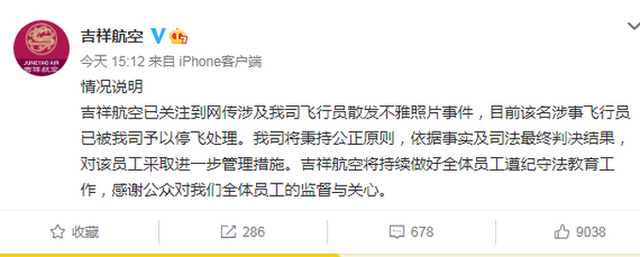 吉祥航空
今天 15:12 来自 iPhone客户端
JUNEYAO AIR
吉祥航空
情况说明
吉祥航空已关注到网传涉及我司飞行员散发不雅照片事件，目前该名涉事飞行员
已被我司予以停飞处理。我司将秉持公正原则，依据事实及司法最终判决结果，
对该员工采取进一步管理措施。吉祥航空将持续做好全体员工遵纪守法教育工
作，感谢公众对我们全体员工的监督与关心。
收藏 286 678 9038